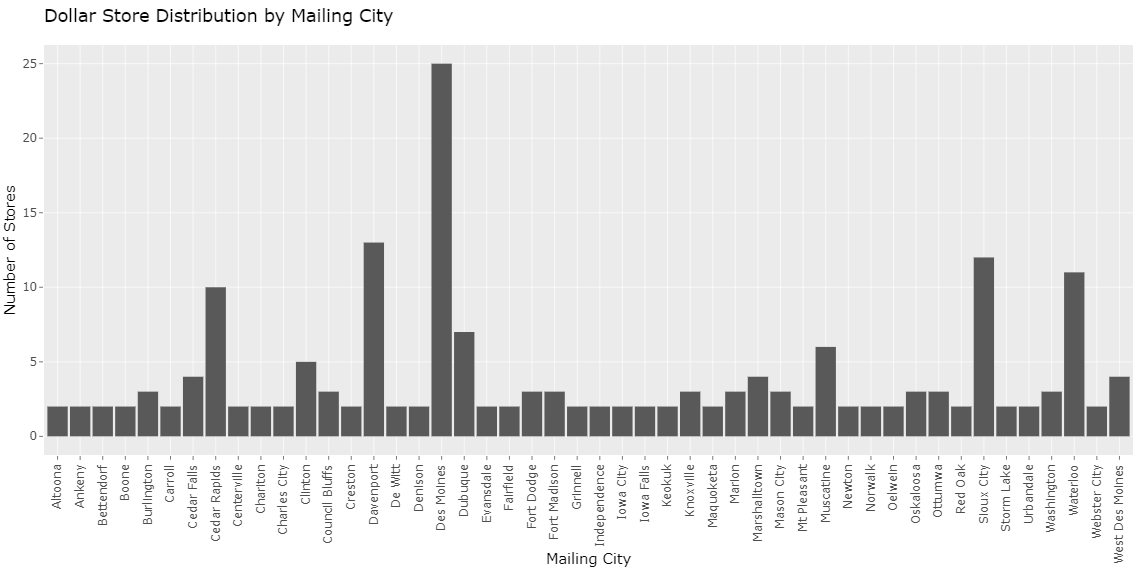 Dollar Store Distribution by Mailing City
Number of Stores
25
20
15
10
5
0
Altoona
Ankeny
Bettendorf
Boone
Burlington
Carroll
Cedar Falls
Cedar Rapids
Centerville
Chariton
Charles City
Clinton
Council Bluffs
Creston
Davenport
De Witt
Denison
Des Moines
Dubuque
Evansdale
Fairfield
Fort Dodge
Fort Madison
Grinnell
Independence
Iowa City
Iowa Falls
Keokuk
Knoxville
Maquoketa
Marion
Marshalltown
Mason City
Mt Pleasant
Muscatine
Newton
Norwalk
Oelwein
Oskaloosa
Ottumwa
Red Oak
Sioux City
Storm Lake
Urbandale
Washington
Waterloo
Webster City
West Des Moines
Mailing City